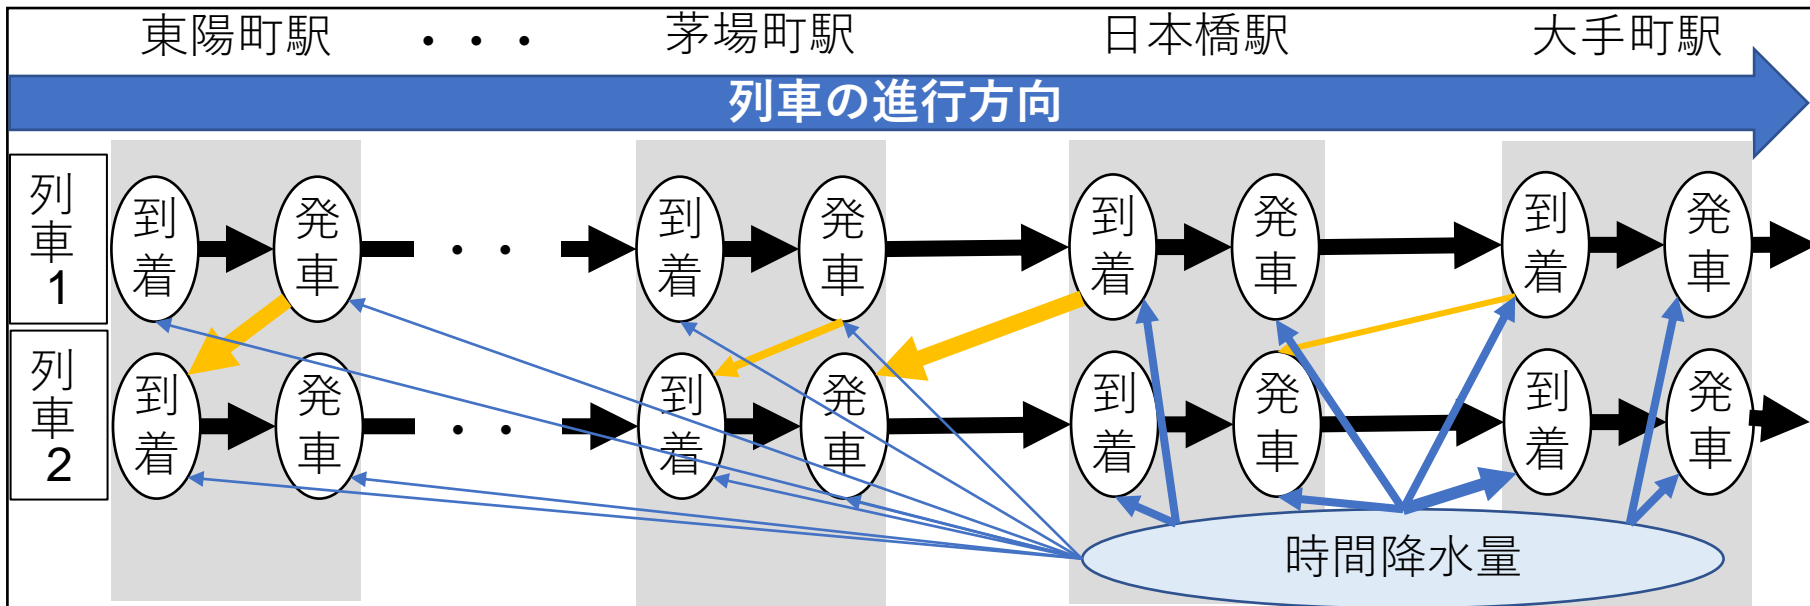 東陽町駅 ・・・ 茅場町駅 日本橋駅 大手町駅
列車の進行方向
列車1
到着 発車 ・・ 到着 発車 到着 発車 到着 発車
列車2
到着 発車 ・・ 到着 発車 到着 発車 到着 発車
時間降水量